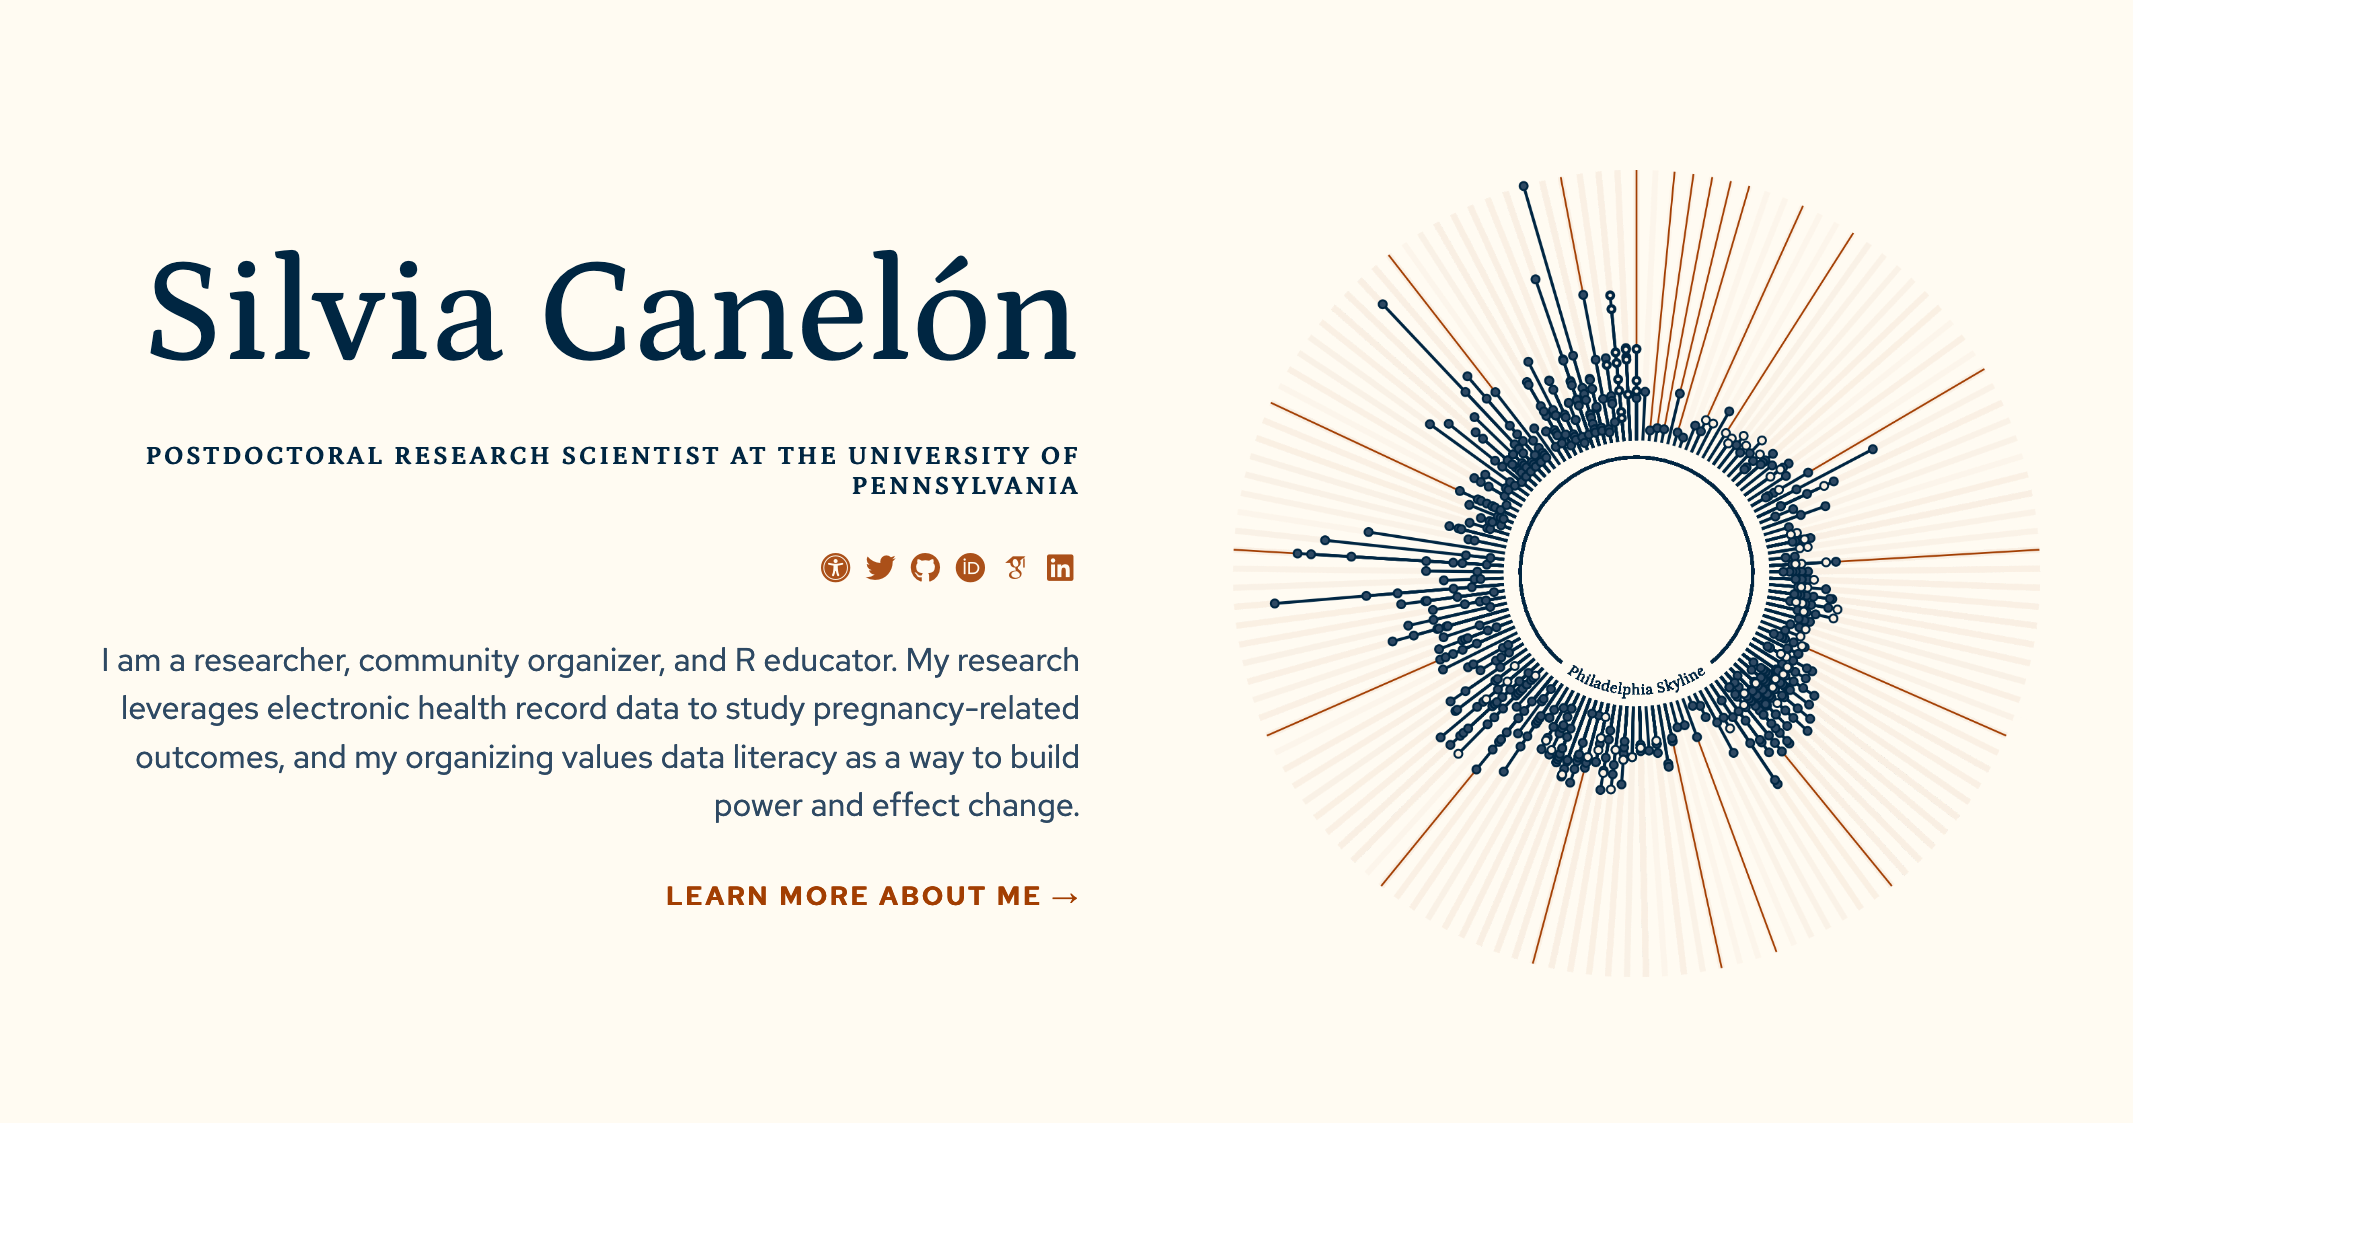 Silvia Canelón
POSTDOCTORAL RESEARCH SCIENTIST AT THE UNIVERSITY OF
PENNSYLVANIA
iD
g
in
I am a researcher, community organizer, and R educator. My research
leverages electronic health record data to study pregnancy-related
outcomes, and my organizing values data literacy as a way to build
power and effect change.
LEARN MORE ABOUT ME →
Philadelphia Skyline